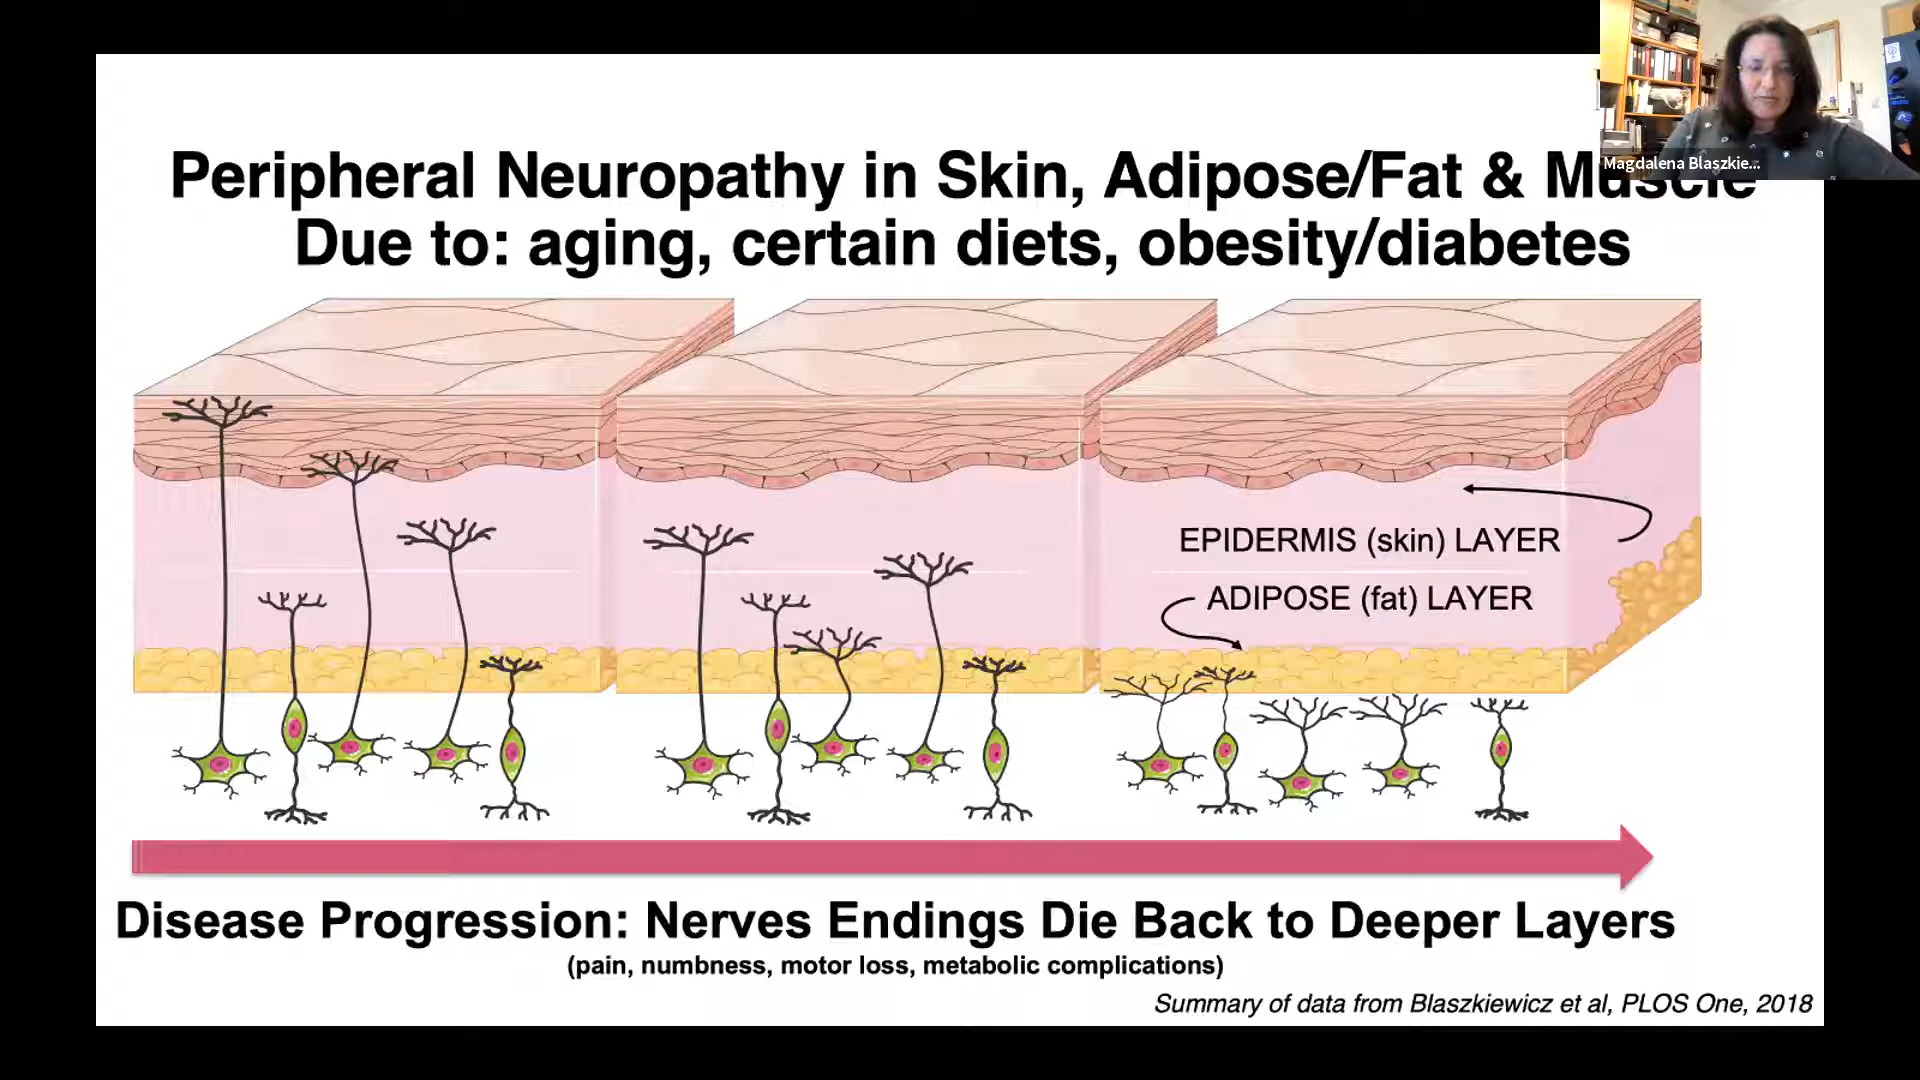 Peripheral Neuropathy in Skin, Adipose/Fat & Muscle
Due to: aging, certain diets, obesity/diabetes
Magdalena Blaszkie...
EPIDERMIS (skin) LAYER
ADIPOSE (fat) LAYER
Disease Progression: Nerves Endings Die Back to Deeper Layers
(pain, numbness, motor loss, metabolic complications)
Summary of data from Blaszkiewicz et al, PLOS One, 2018